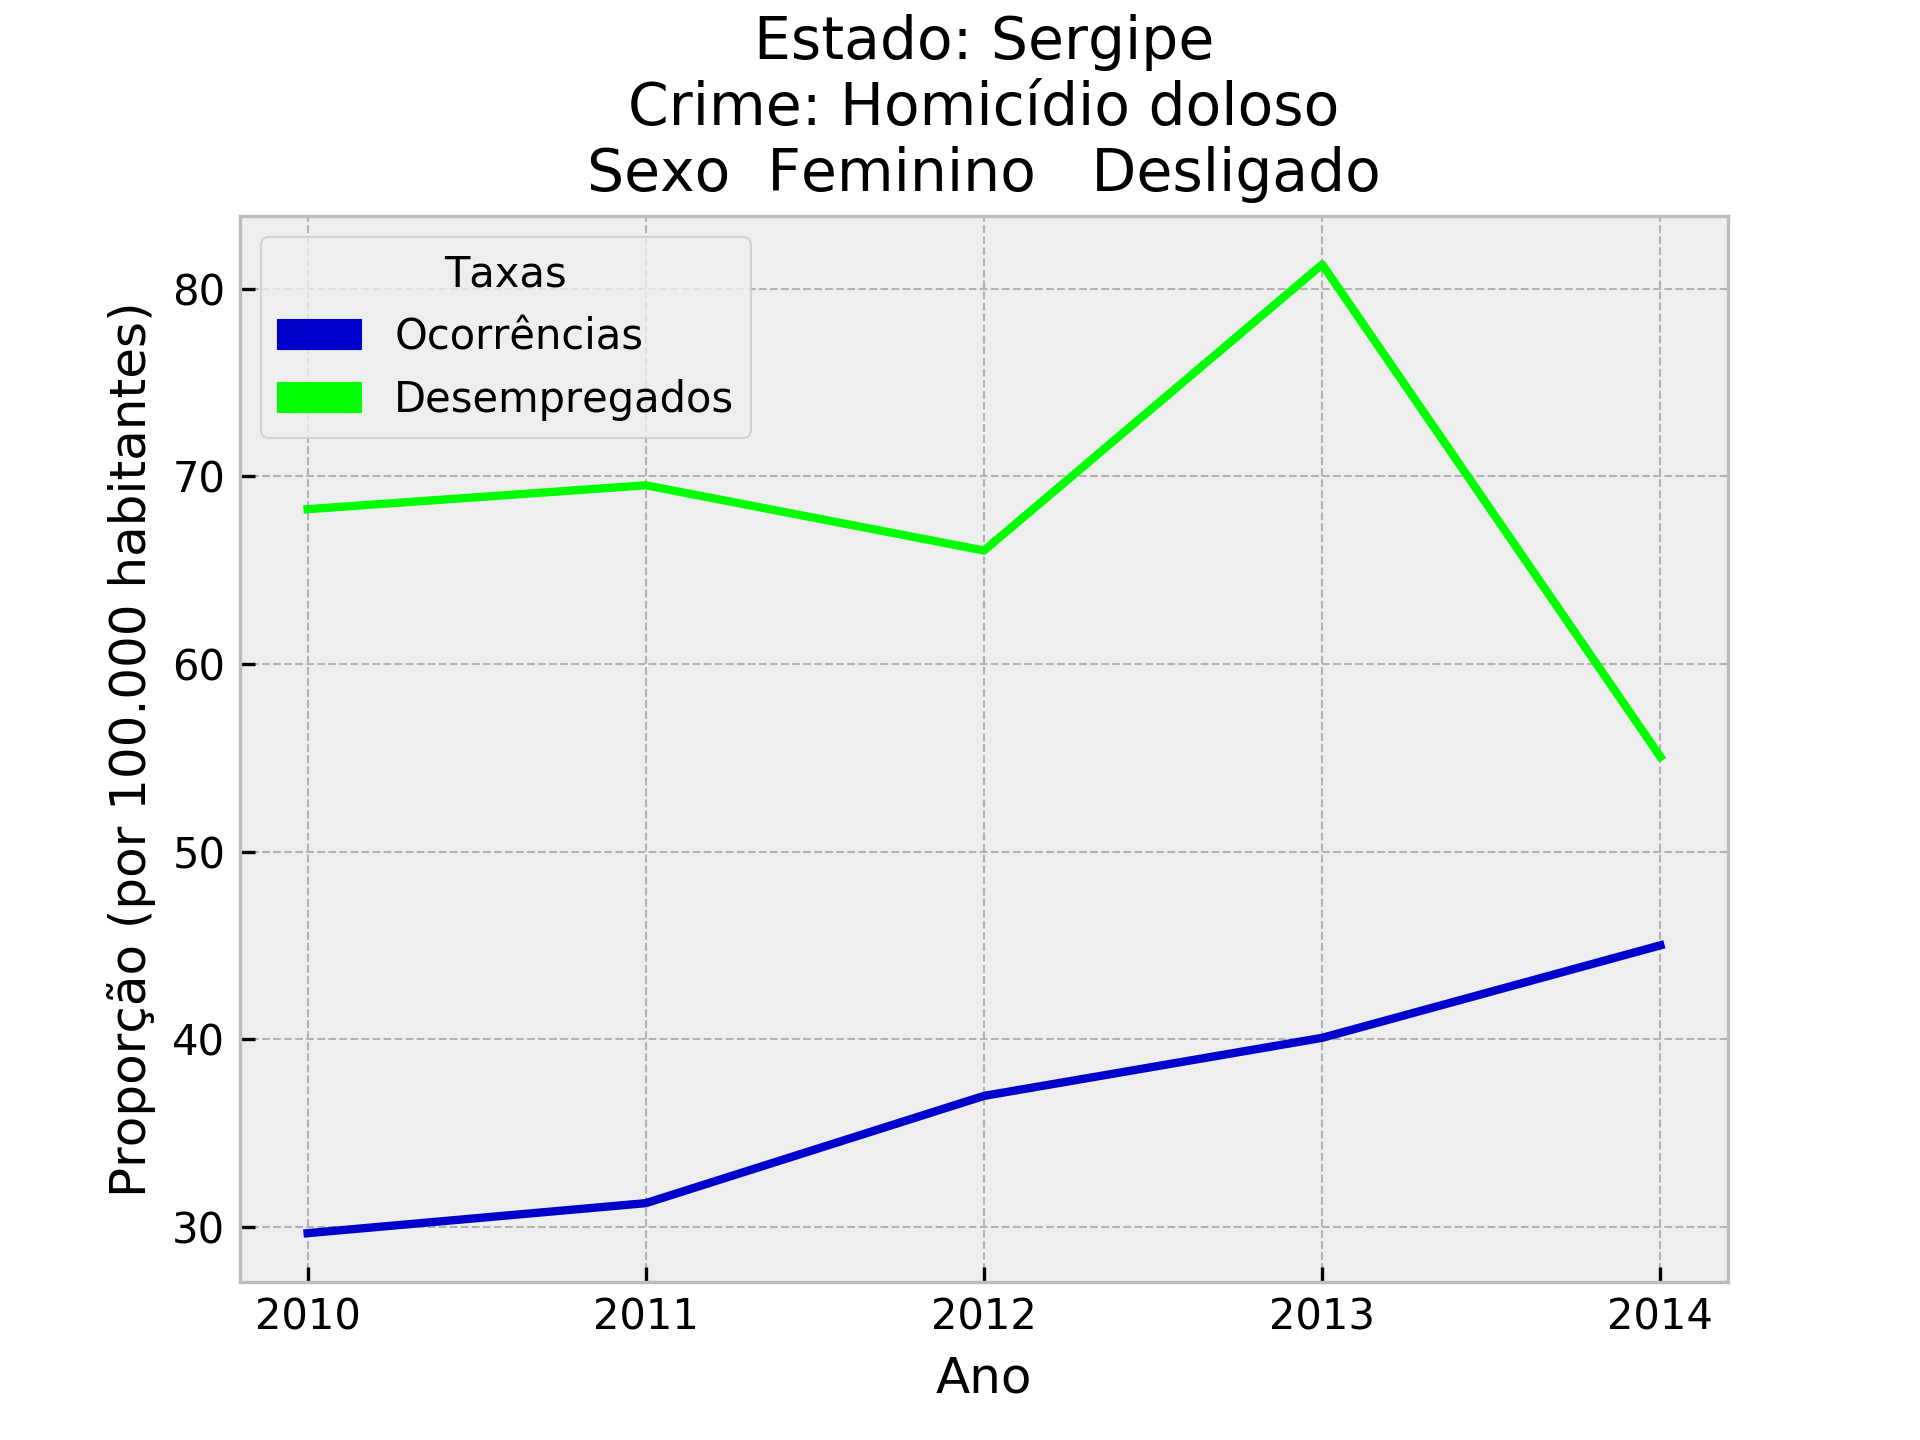 Estado: Sergipe
Crime: Homicídio doloso
Sexo  Feminino   Desligado
Taxas
Ocorrências
Desempregados
Proporção (por 100.000 habitantes)
80
70
60
50
40
30
2010 2011 2012 2013 2014
Ano